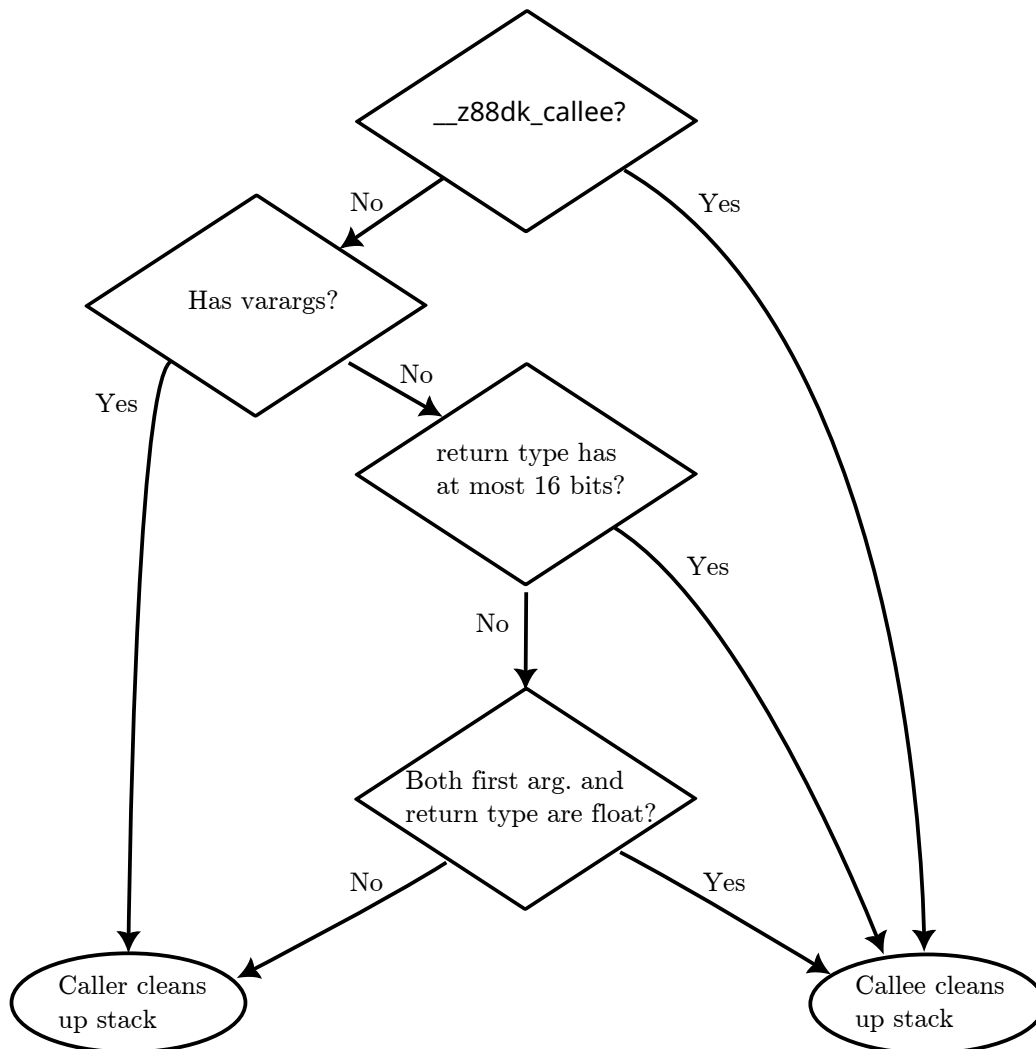 __z88dk_callee?
No
Yes
Has varargs?
Yes
No
return type has
at most 16 bits?
Yes
No
Both first arg. and
return type are float?
No
Yes
Caller cleans
up stack
Callee cleans
up stack